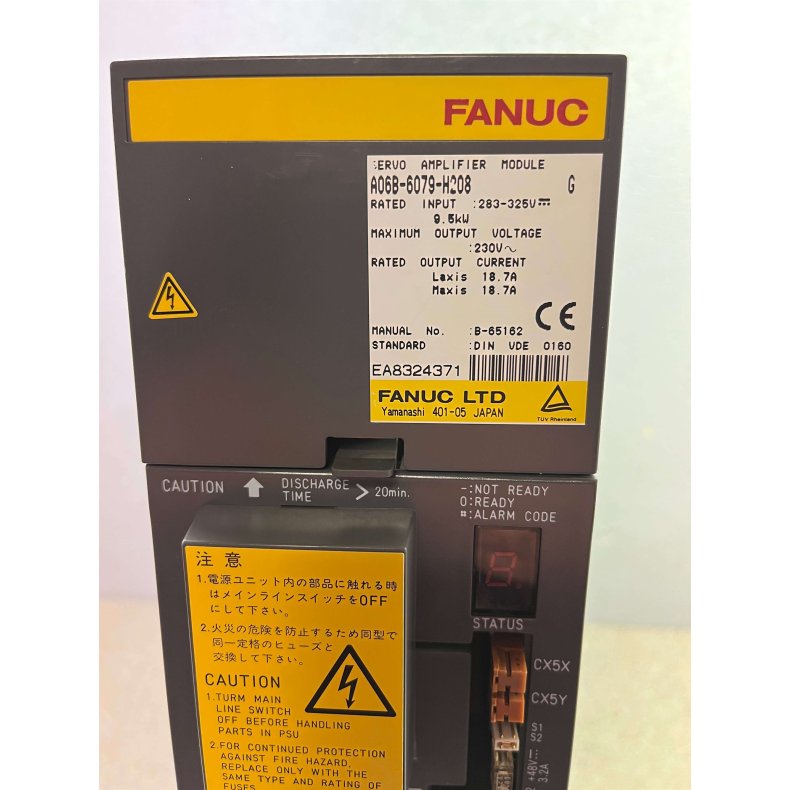 FANUC
SERVO AMPLIFIER MODULE
A06B-6079-H208 G
RATED INPUT :283-325V⎓
9.5kW
MAXIMUM OUTPUT VOLTAGE
:230V~
RATED OUTPUT CURRENT
Laxis 18.7A
Maxis 18.7A
CE
MANUAL No. :B-65162
STANDARD :DIN VDE 0160
EA8324371
FANUC LTD
Yamanashi 401-05 JAPAN
TUV Rheinland
CAUTION DISCHARGE TIME > 20min.
-:NOT READY
0:READY
#:ALARM CODE
STATUS
注意
1.電源ユニット内の部品に触れる時
はメインラインスイッチをOFF
にして下さい。
2.火災の危険を防止するため同型で
同一定格のヒューズと
交換して下さい。
CAUTION
1.TURM MAIN
LINE SWITCH
OFF BEFORE HANDLING
PARTS IN PSU
2.FOR CONTINUED PROTECTION
AGAINST FIRE HAZARD,
REPLACE ONLY WITH THE
SAME TYPE AND RATING OF
FUSES
CX5X
CX5Y
S1
S2
+48V⎓
3.2A